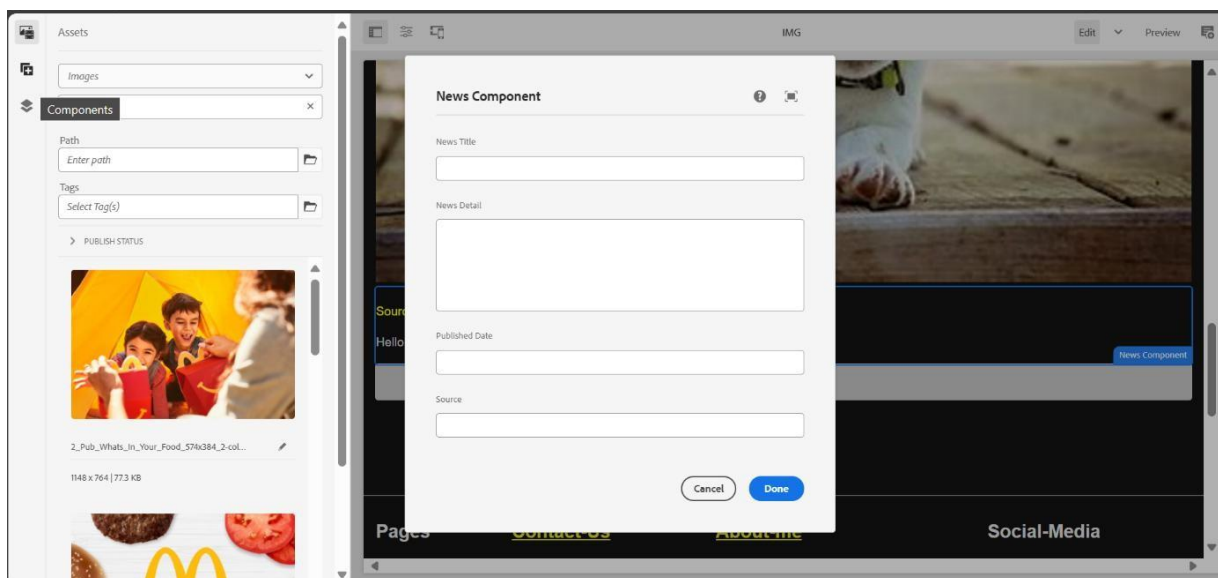 Assets
IMG
Edit
Preview
Images
Components
Path
Enter path
Tags
Select Tag(s)
PUBLISH STATUS
2_Pub_Whats_In_Your_Food_574x384_2-col...
1148 x 764 | 77.3 KB
News Component
News Title
News Detail
Published Date
Source
Cancel
Done
Sour
Hello
News Component
Pages
Contact-Us
About-me
Social-Media